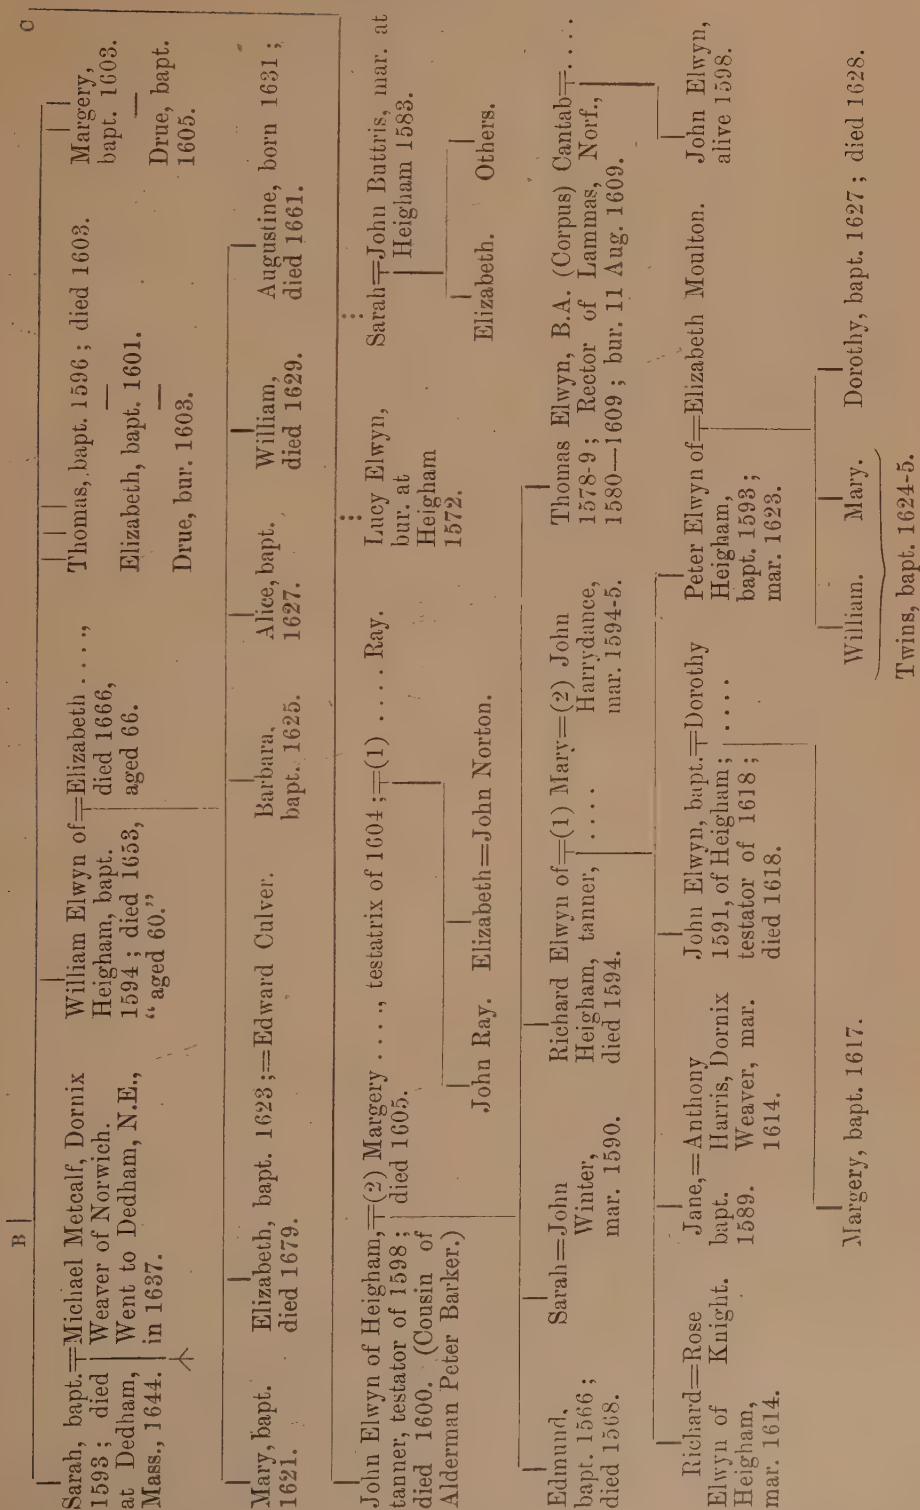 B
C
Sarah, bapt.=Michael Metcalf, Dornix
1593; died Weaver of Norwich.
at Dedham, Went to Dedham, N.E.,
Mass., 1644. in 1637.
William Elwyn of=Elizabeth ....,
Heigham, bapt. died 1666,
1594; died 1653, aged 66.
“aged 60.”
Thomas, bapt. 1596; died 1603.
—
Elizabeth, bapt. 1601.
—
Drue, bur. 1603.
Margery,
bapt. 1603.
—
Drue, bapt.
1605.
Mary, bapt.
1621.
Elizabeth, bapt. 1623;=Edward Culver.
died 1679.
Barbara,
bapt. 1625.
Alice, bapt.
1627.
William,
died 1629.
Augustine, born 1631;
died 1661.
John Elwyn of Heigham,=(2) Margery ...., testatrix of 1604;=(1) .... Ray.
tanner, testator of 1598; died 1605.
died 1600. (Cousin of
Alderman Peter Barker.)
Lucy Elwyn,
bur. at
Heigham
1572.
Sarah=John Buttris, mar. at
Heigham 1583.
John Ray. Elizabeth=John Norton.
Elizabeth. Others.
Edmund,
bapt. 1566;
died 1568.
Sarah=John
Winter,
mar. 1590.
Richard Elwyn of=(1) Mary=(2) John
Heigham, tanner, .... Harrydance,
died 1594. mar. 1594-5.
Thomas Elwyn, B.A. (Corpus) Cantab=....
1578-9; Rector of Lammas, Norf.,
1580—1609; bur. 11 Aug. 1609.
Richard=Rose
Elwyn of Knight.
Heigham,
mar. 1614.
Jane,=Anthony
bapt. Harris, Dornix
1589. Weaver, mar.
1614.
John Elwyn, bapt.=Dorothy
1591, of Heigham; ....
testator of 1618;
died 1618.
Peter Elwyn of=Elizabeth Moulton.
Heigham,
bapt. 1593;
mar. 1623.
John Elwyn,
alive 1598.
Margery, bapt. 1617.
William. Mary. Dorothy, bapt. 1627; died 1628.
Twins, bapt. 1624-5.